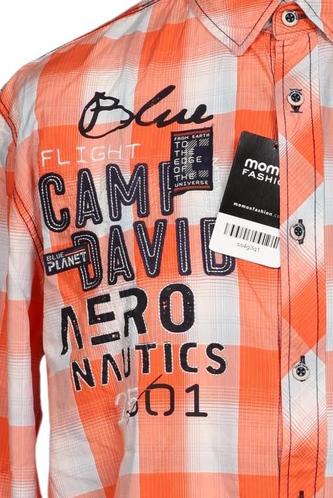 Blue
FLIGHT
FROM EARTH
TO THE
EDGE
OF THE
UNIVERSE
CAMP
BLUE
PLANET
DAVID
AERO
NAUTICS
2501
momox
FASHION
momoxfashion.com